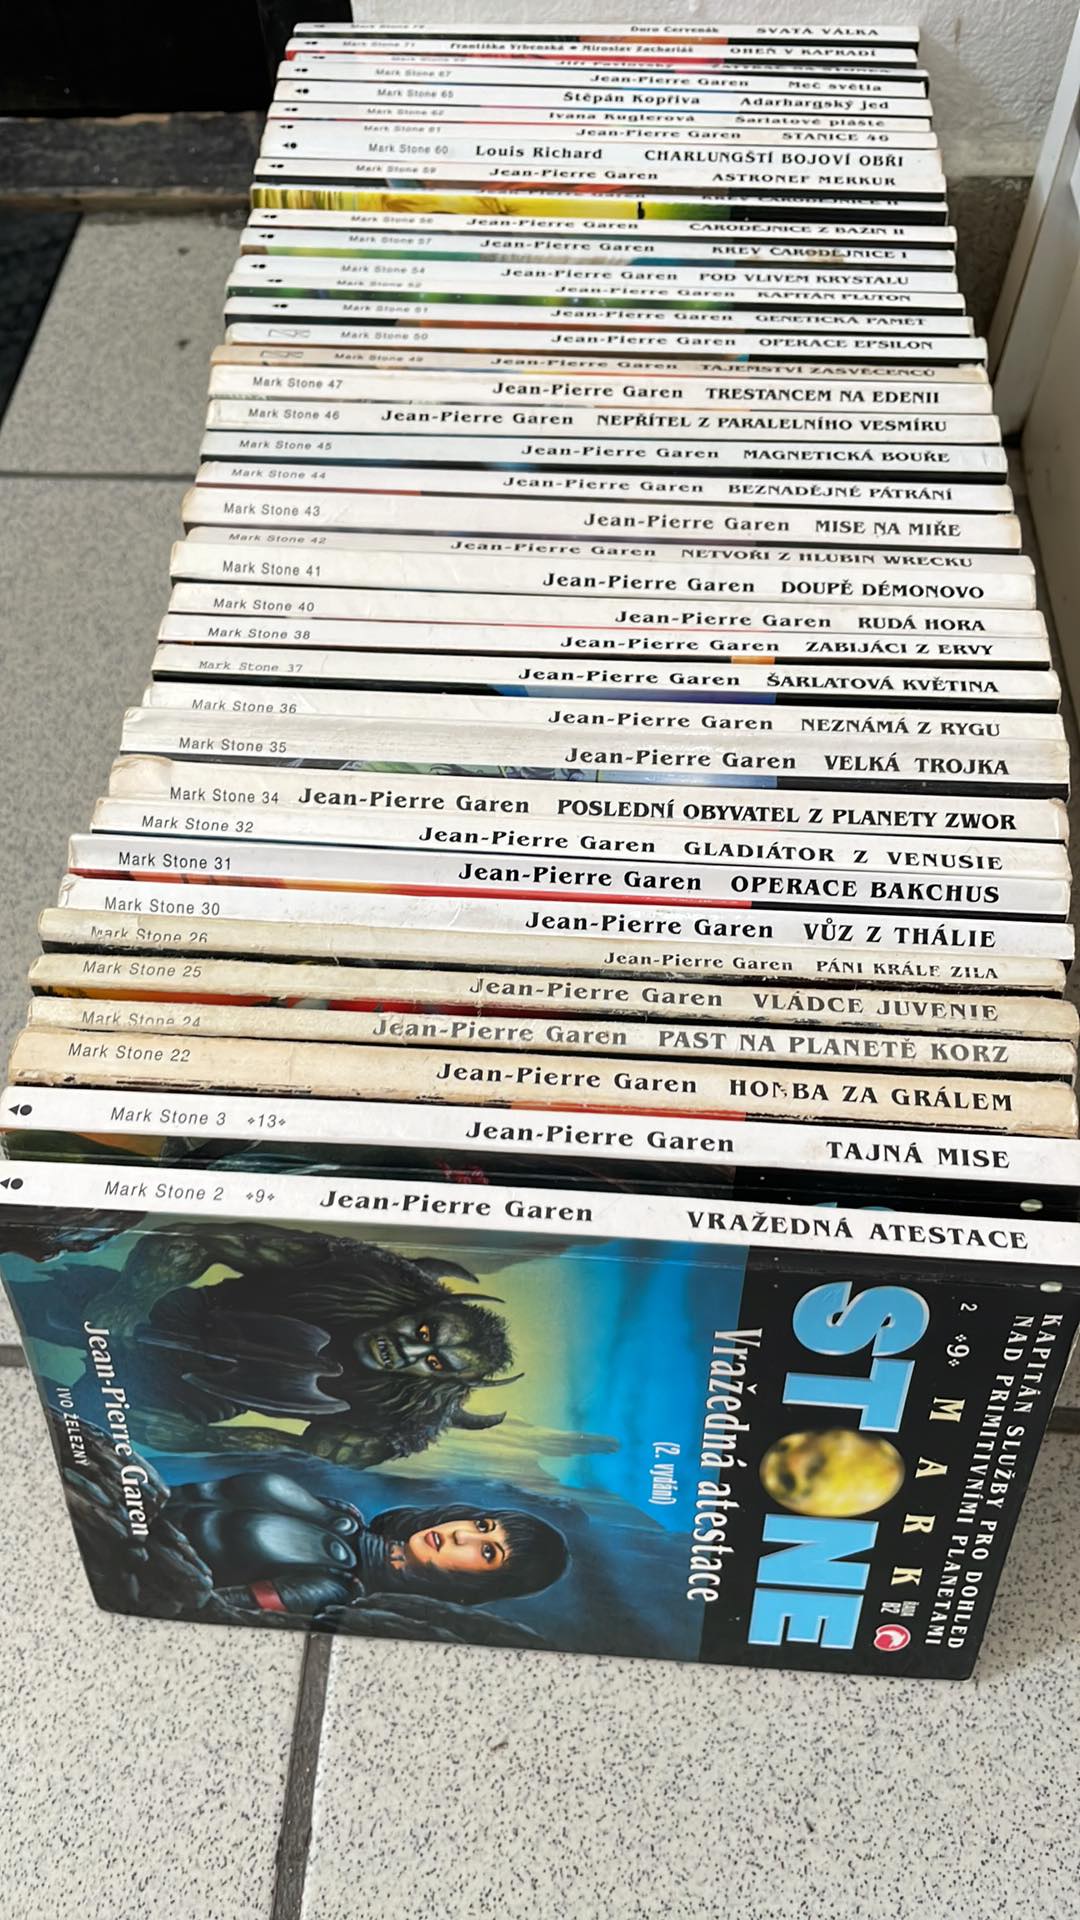 Duro Červenák SVATÁ VÁLKA
Mark Stone 71 Františka Vrbenská • Miroslav Zachariáš OHEŇ V KAPRADÍ
Mark Stone 67 Jean-Pierre Garen Meč světla
Mark Stone 65 Štěpán Kopřiva Adarhargský jed
Mark Stone 62 Ivana Kuglerová Šarlatové pláště
Mark Stone 61 Jean-Pierre Garen STANICE 46
Mark Stone 60 Louis Richard CHARLUNGŠTÍ BOJOVÍ OBŘI
Mark Stone 59 Jean-Pierre Garen ASTRONEF MERKUR
Jean-Pierre Garen KREV ČARODĚJNICE II
Mark Stone 56 Jean-Pierre Garen ČARODĚJNICE Z BAŽIN II
Mark Stone 57 Jean-Pierre Garen KREV ČARODĚJNICE I
Mark Stone 54 Jean-Pierre Garen POD VLIVEM KRYSTALU
Mark Stone 52 Jean-Pierre Garen KAPITÁN PLUTON
Mark Stone 51 Jean-Pierre Garen GENETICKÁ PAMĚŤ
Mark Stone 50 Jean-Pierre Garen OPERACE EPSILON
Mark Stone 49 Jean-Pierre Garen TAJEMSTVÍ ZASVĚCENCŮ
Mark Stone 47 Jean-Pierre Garen TRESTANCEM NA EDENII
Mark Stone 46 Jean-Pierre Garen NEPŘÍTEL Z PARALELNÍHO VESMÍRU
Mark Stone 45 Jean-Pierre Garen MAGNETICKÁ BOUŘE
Mark Stone 44 Jean-Pierre Garen BEZNADĚJNÉ PÁTRÁNÍ
Mark Stone 43 Jean-Pierre Garen MISE NA MIŘE
Mark Stone 42 Jean-Pierre Garen NETVOŘI Z HLUBIN WRECKU
Mark Stone 41 Jean-Pierre Garen DOUPĚ DÉMONOVO
Mark Stone 40 Jean-Pierre Garen RUDÁ HORA
Mark Stone 38 Jean-Pierre Garen ZABIJÁCI Z ERVY
Mark Stone 37 Jean-Pierre Garen ŠARLATOVÁ KVĚTINA
Mark Stone 36 Jean-Pierre Garen NEZNÁMÁ Z RYGU
Mark Stone 35 Jean-Pierre Garen VELKÁ TROJKA
Mark Stone 34 Jean-Pierre Garen POSLEDNÍ OBYVATEL Z PLANETY ZWOR
Mark Stone 32 Jean-Pierre Garen GLADIÁTOR Z VENUSIE
Mark Stone 31 Jean-Pierre Garen OPERACE BAKCHUS
Mark Stone 30 Jean-Pierre Garen VŮZ Z THÁLIE
Mark Stone 26 Jean-Pierre Garen PÁNI KRÁLE ZILA
Mark Stone 25 Jean-Pierre Garen VLÁDCE JUVENIE
Mark Stone 24 Jean-Pierre Garen PAST NA PLANETĚ KORZ
Mark Stone 22 Jean-Pierre Garen HONBA ZA GRÁLEM
Mark Stone 3 •13• Jean-Pierre Garen TAJNÁ MISE
Mark Stone 2 •9• Jean-Pierre Garen VRAŽEDNÁ ATESTACE
KAPITÁN SLUŽBY PRO DOHLED
NAD PRIMITIVNÍMI PLANETAMI
2 •9• MARK
STONE
Vražedná atestace
(2. vydání)
Jean-Pierre Garen
IVO ŽELEZNÝ